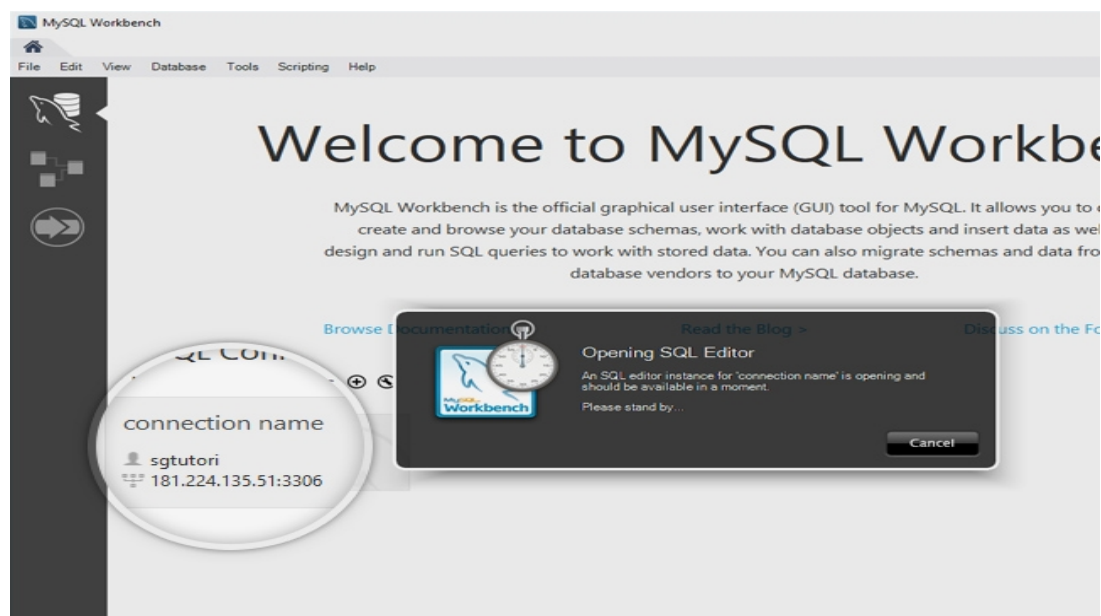 MySQL Workbench
File Edit View Database Tools Scripting Help
Welcome to MySQL
MySQL Workbench is the official graphical user interface (GUI) tool for MySQL. It allows you to
create and browse your database schemas, work with database objects and insert data as
design and run SQL queries to work with stored data. You can also migrate schemas and data
database vendors to your MySQL database.
Browse Documentation
Read the Blog >
Discuss on the
Opening SQL Editor
An SQL editor instance for 'connection name' is opening and
should be available in a moment.
Please stand by...
MySQL
Workbench
Cancel
connection name
sgtutori
181.224.135.51:3306